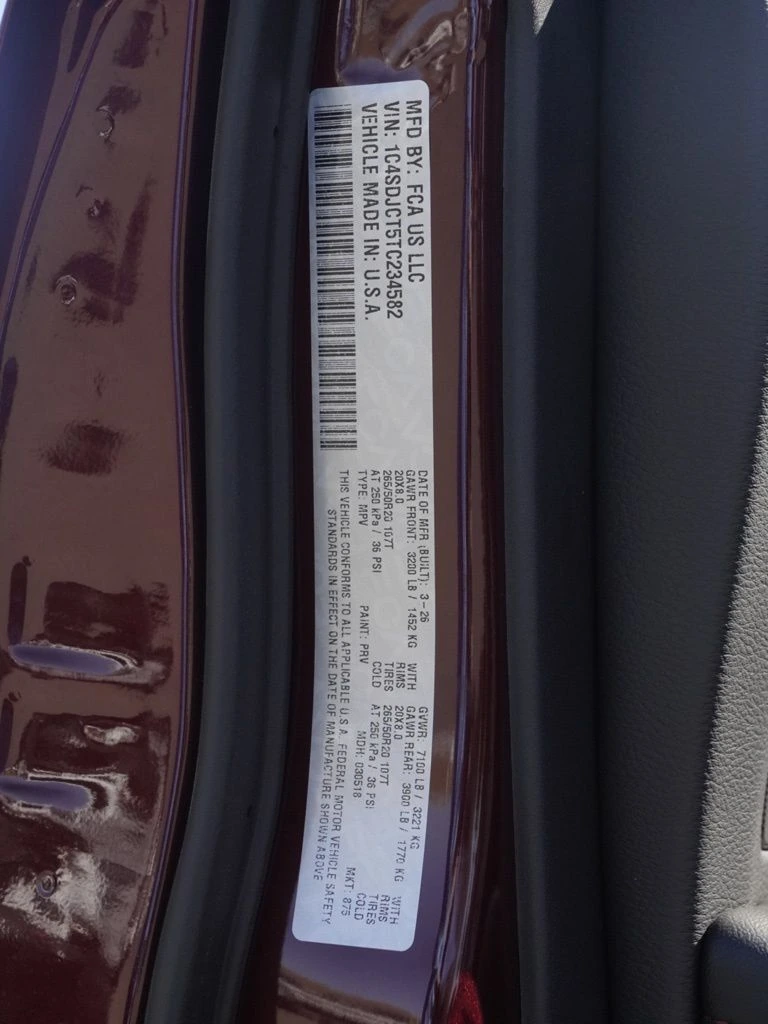 MFD BY: FCA US LLC
VIN: 1C4SDJCT5TC234582
VEHICLE MADE IN: U.S.A.
DATE OF MFR (BUILT): 3-26 GVWR: 7100 LB / 3221 KG
GAWR FRONT: 3200 LB / 1452 KG WITH GAWR REAR: 3900 LB / 1770 KG WITH
20X8.0 RIMS 20X8.0 RIMS
265/50R20 107T TIRES 265/50R20 107T TIRES
AT 250 kPa / 36 PSI COLD AT 250 kPa / 36 PSI COLD
TYPE: MPV PAINT: PRV MDH: 030518 MKT: 875
THIS VEHICLE CONFORMS TO ALL APPLICABLE U.S.A. FEDERAL MOTOR VEHICLE SAFETY
STANDARDS IN EFFECT ON THE DATE OF MANUFACTURE SHOWN ABOVE